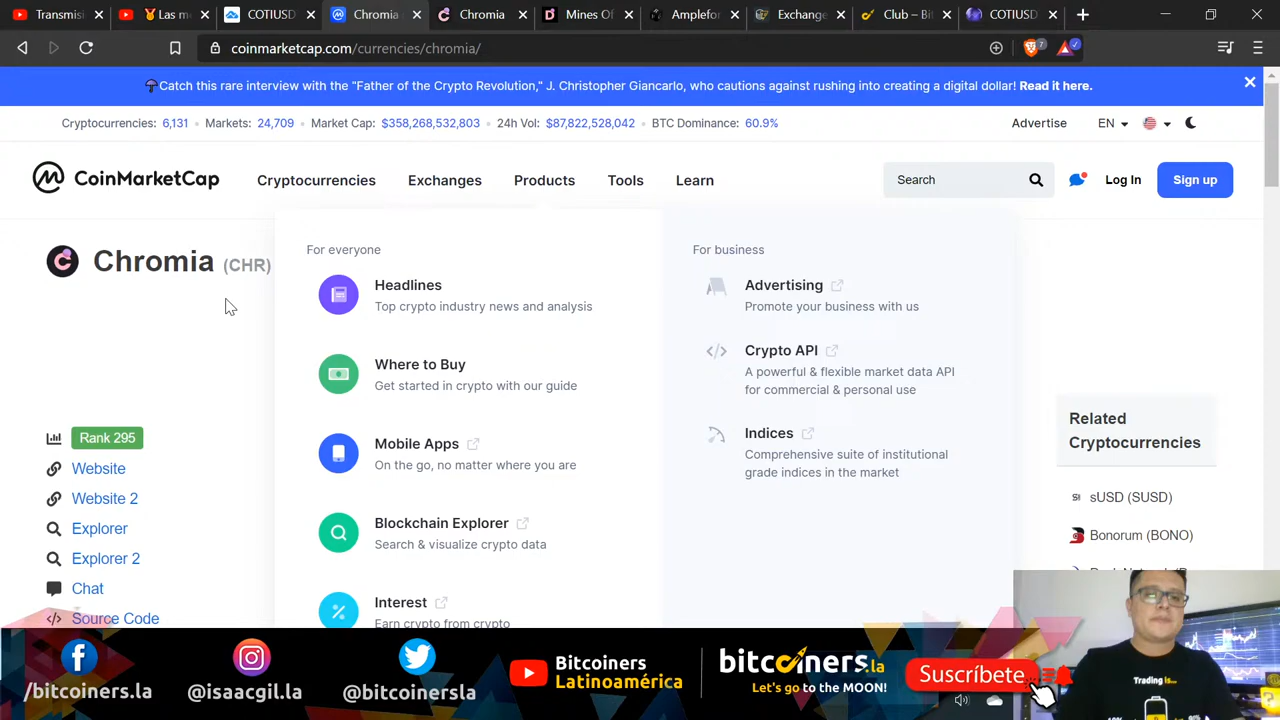 Transmisi
Las m
COTIUSD
Chromia
Chromia
Mines Of
Amplefo
Exchange
Club – Bi
COTIUSD
coinmarketcap.com/currencies/chromia/
7
Catch this rare interview with the "Father of the Crypto Revolution," J. Christopher Giancarlo, who cautions against rushing into creating a digital dollar! Read it here.
Cryptocurrencies: 6,131 Markets: 24,709 Market Cap: $358,268,532,803 24h Vol: $87,822,528,042 BTC Dominance: 60.9%
Advertise EN
CoinMarketCap Cryptocurrencies Exchanges Products Tools Learn Search Log In Sign up
Chromia (CHR)
Rank 295
Website
Website 2
Explorer
Explorer 2
Chat
Source Code
For everyone
Headlines
Top crypto industry news and analysis
Where to Buy
Get started in crypto with our guide
Mobile Apps
On the go, no matter where you are
Blockchain Explorer
Search & visualize crypto data
Interest
Earn crypto from crypto
For business
Advertising
Promote your business with us
Crypto API
A powerful & flexible market data API
for commercial & personal use
Indices
Comprehensive suite of institutional
grade indices in the market
Related
Cryptocurrencies
sUSD (SUSD)
Bonorum (BONO)
Trading is...
/bitcoiners.la
@isaacgil.la
@bitcoinersla
Bitcoiners
Latinoamérica
bitcoiners.la
Let's go to the MOON!
Suscríbete